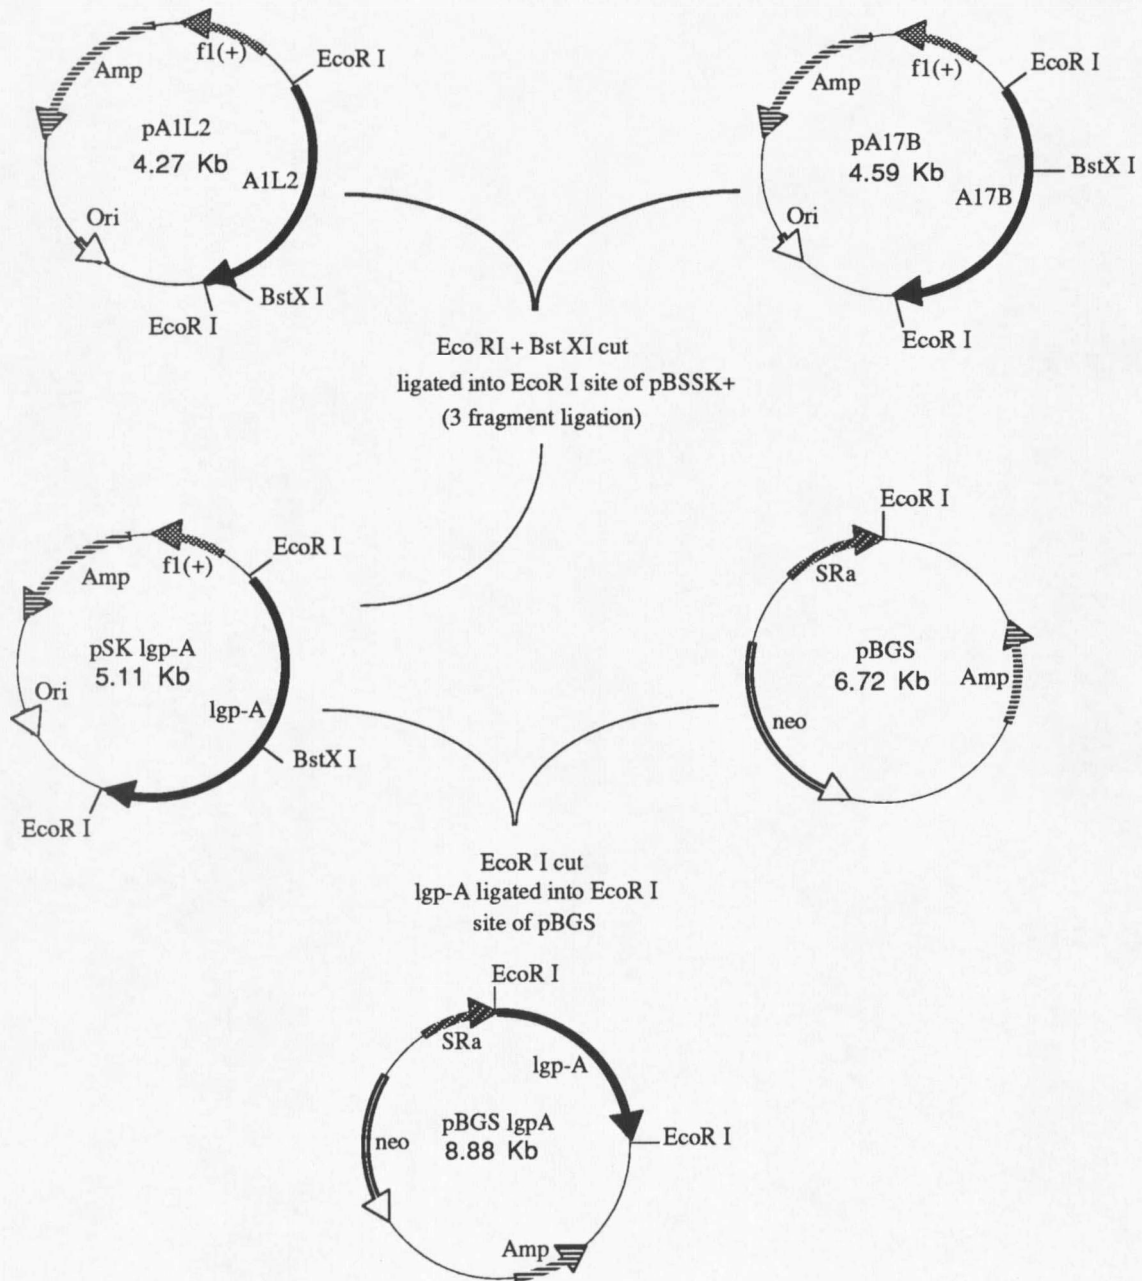 Amp
f1(+)
EcoR I
pA1L2
4.27 Kb
A1L2
Ori
BstX I
EcoR I
Amp
f1(+)
EcoR I
pA17B
4.59 Kb
BstX I
A17B
Ori
EcoR I
Eco RI + Bst XI cut
ligated into EcoR I site of pBSSK+
(3 fragment ligation)
Amp
f1(+)
EcoR I
pSK lgp-A
5.11 Kb
Ori
lgp-A
BstX I
EcoR I
EcoR I
SRa
pBGS
6.72 Kb
Amp
neo
EcoR I cut
lgp-A ligated into EcoR I
site of pBGS
EcoR I
SRa
lgp-A
pBGS lgpA
8.88 Kb
neo
EcoR I
Amp